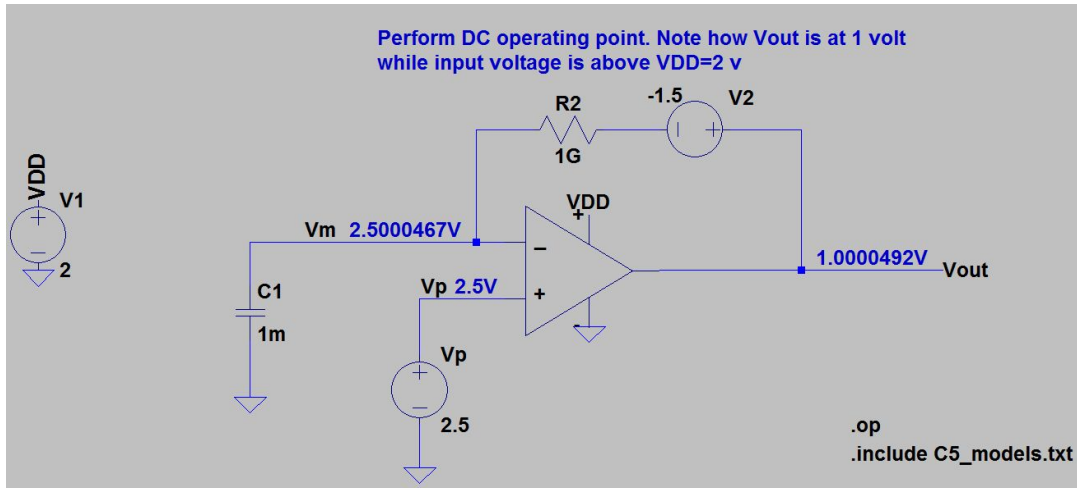 Perform DC operating point. Note how Vout is at 1 volt
while input voltage is above VDD=2 v
-1.5 V2
R2
1G
VDD
V1
2
VDD
+
Vm 2.5000467V
C1
1m
Vp 2.5V
Vp
2.5
1.0000492V Vout
.op
.include C5_models.txt